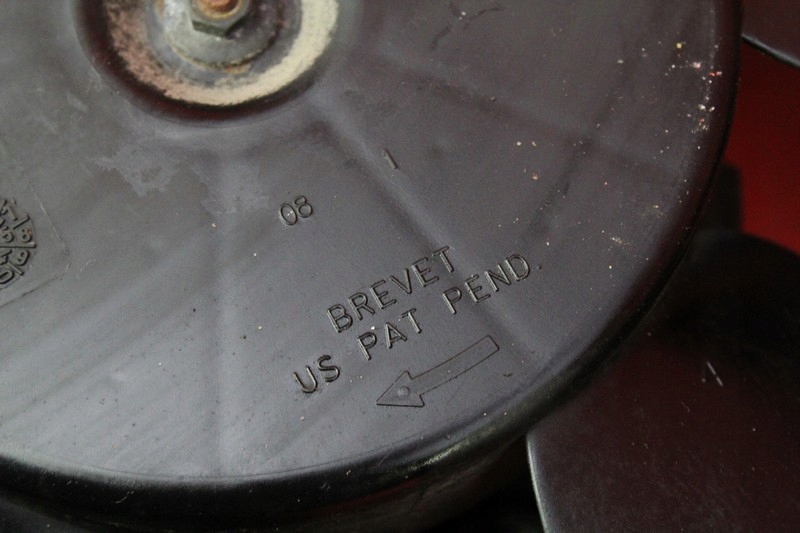 1
08
BREVET
US PAT PEND.